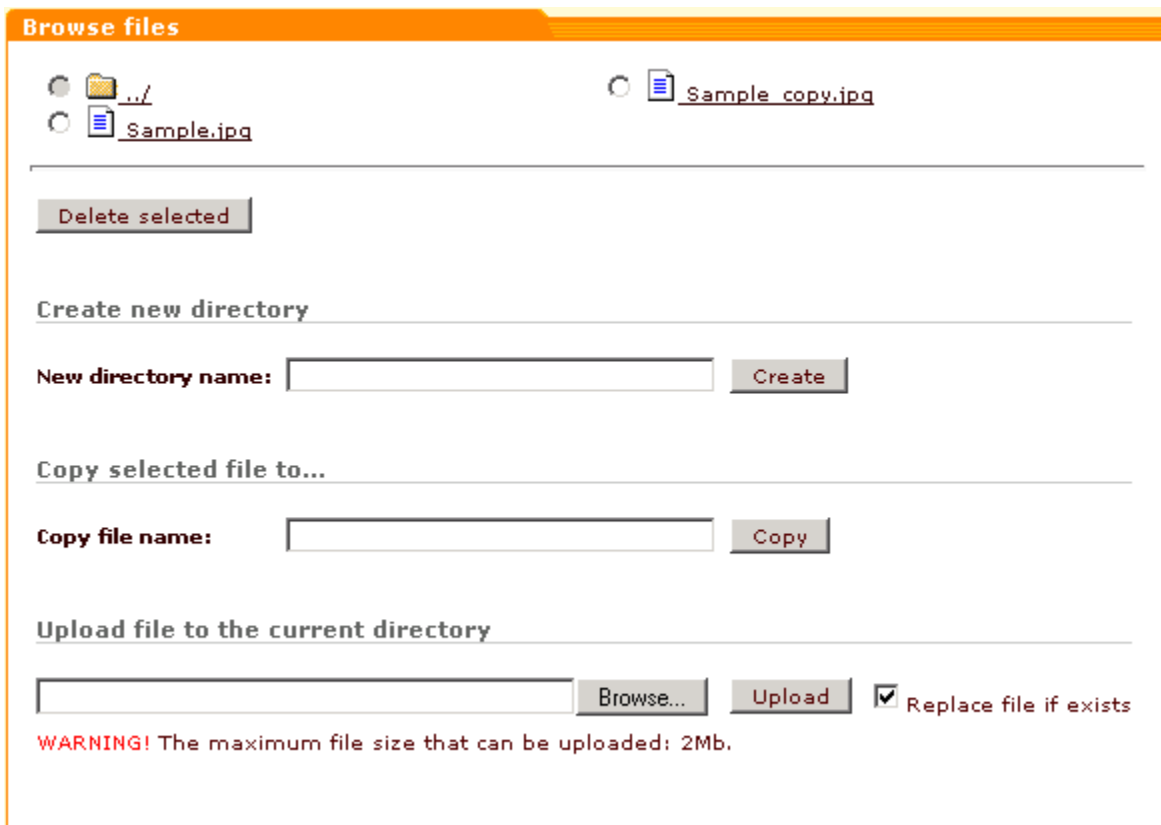 Browse files
../
Sample_copy.jpg
Sample.jpg
Delete selected
Create new directory
New directory name:
Create
Copy selected file to...
Copy file name:
Copy
Upload file to the current directory
Browse...
Upload
Replace file if exists
WARNING! The maximum file size that can be uploaded: 2Mb.